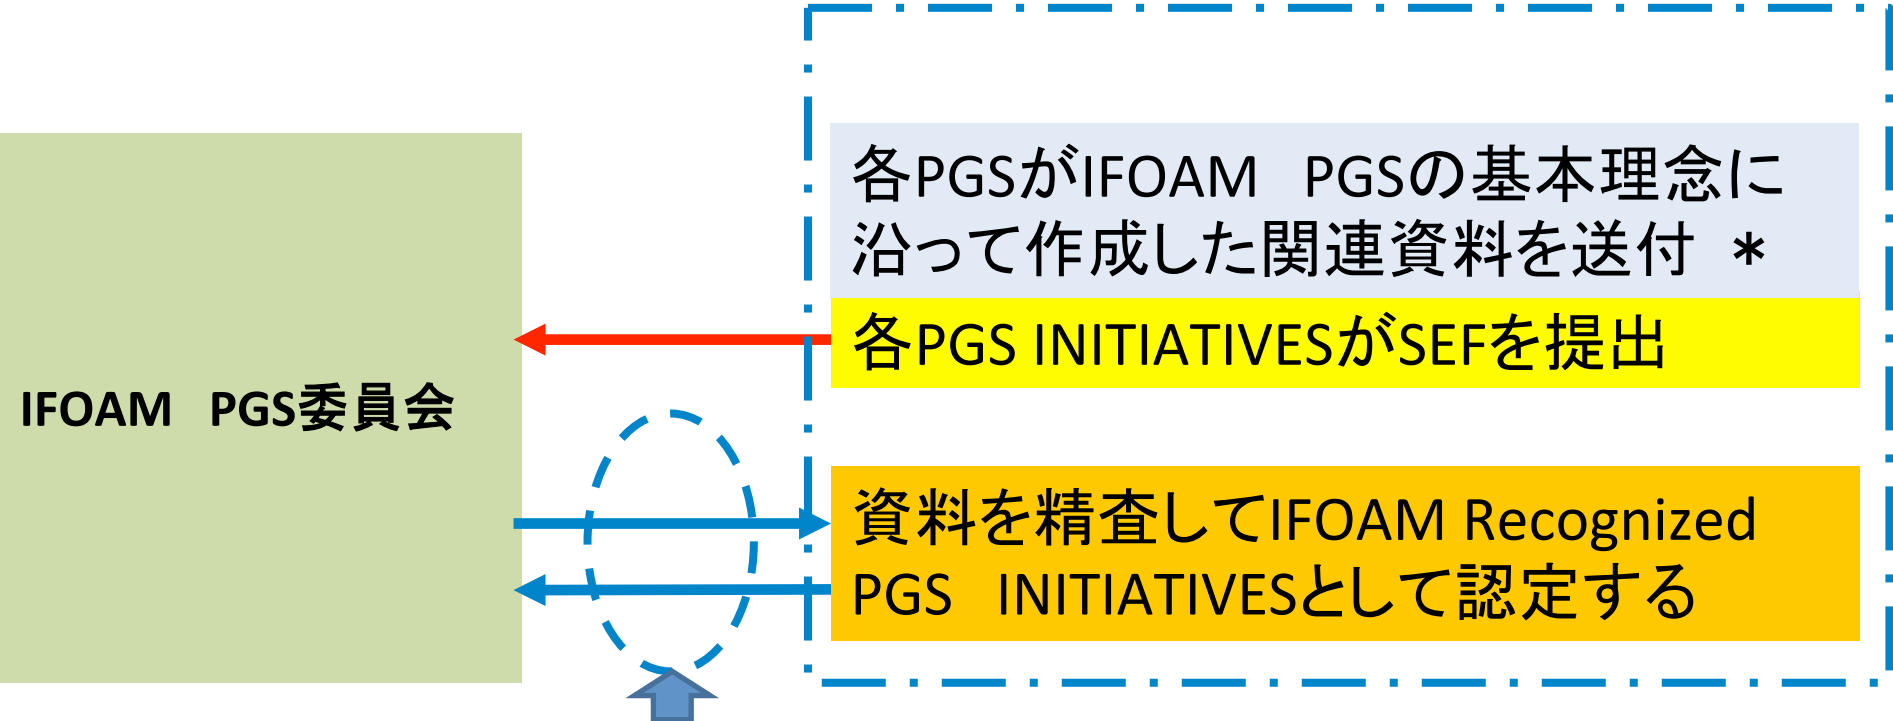 各PGSがIFOAM　PGSの基本理念に
沿って作成した関連資料を送付　*
各PGS INITIATIVESがSEFを提出
IFOAM　PGS委員会
資料を精査してIFOAM Recognized
PGS　INITIATIVESとして認定する